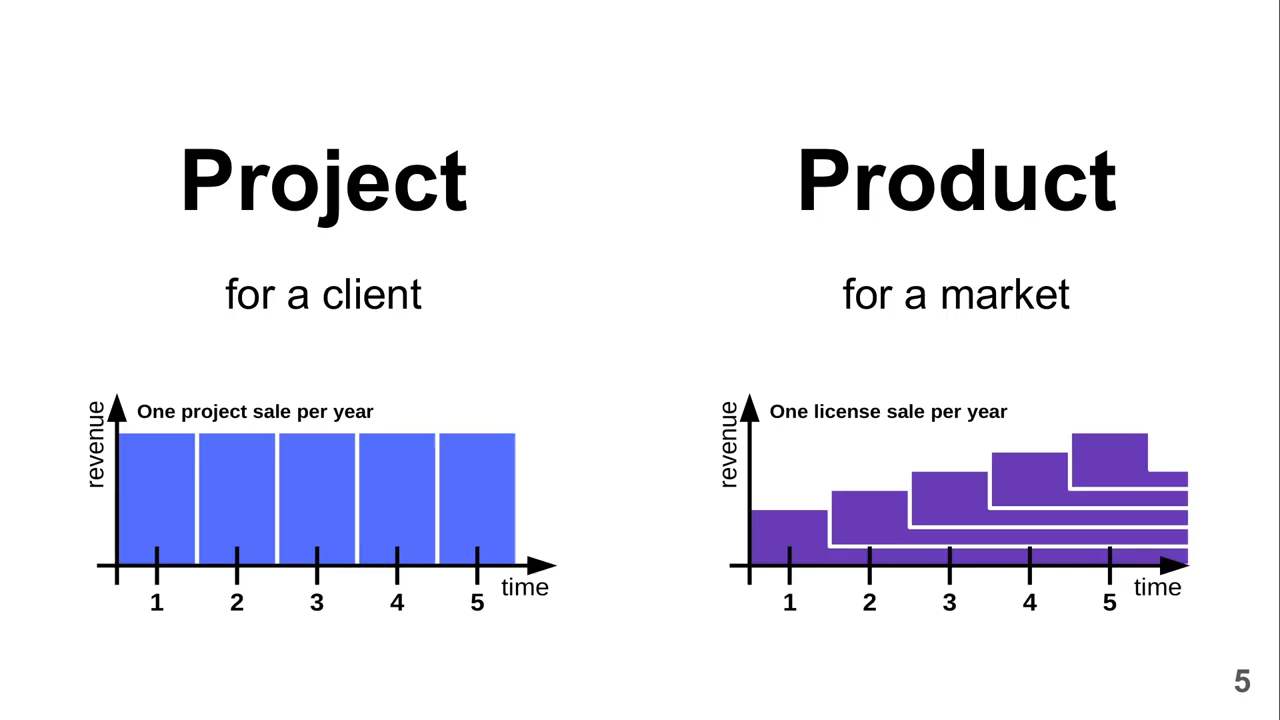 Project
for a client
revenue
One project sale per year
1 2 3 4 5
time
Product
for a market
revenue
One license sale per year
1 2 3 4 5
time
5